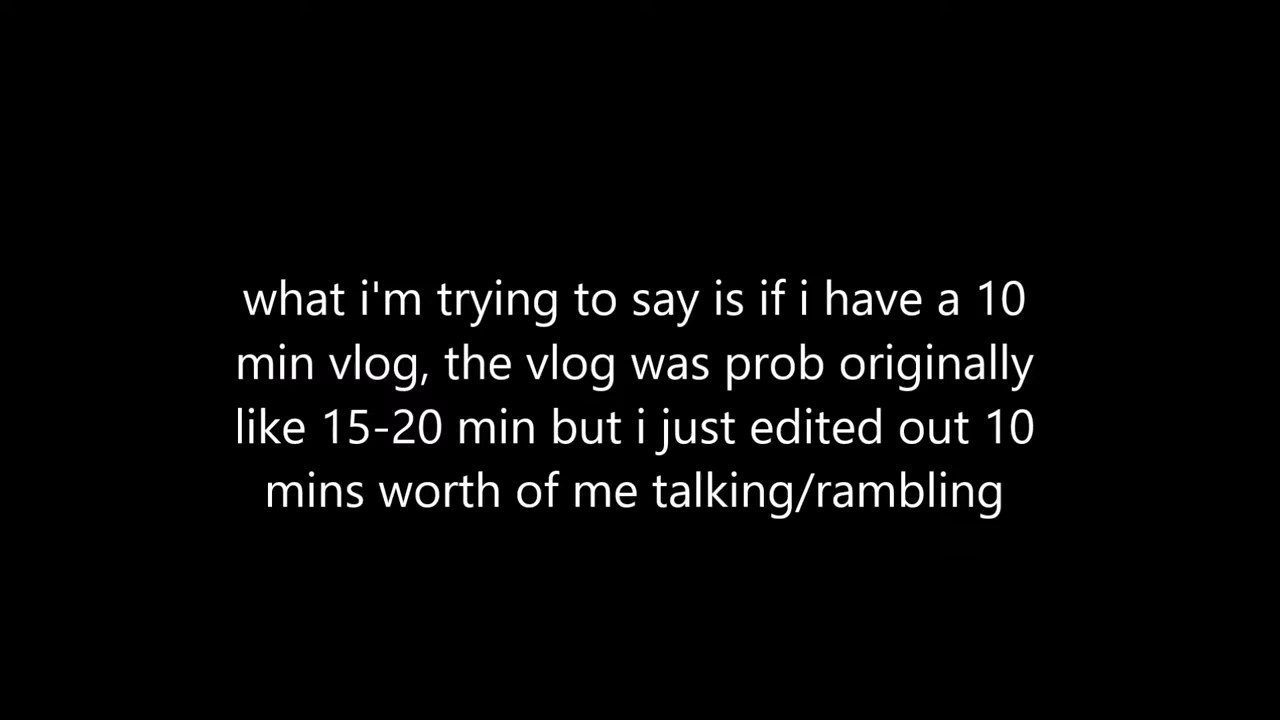 what i'm trying to say is if i have a 10
min vlog, the vlog was prob originally
like 15-20 min but i just edited out 10
mins worth of me talking/rambling